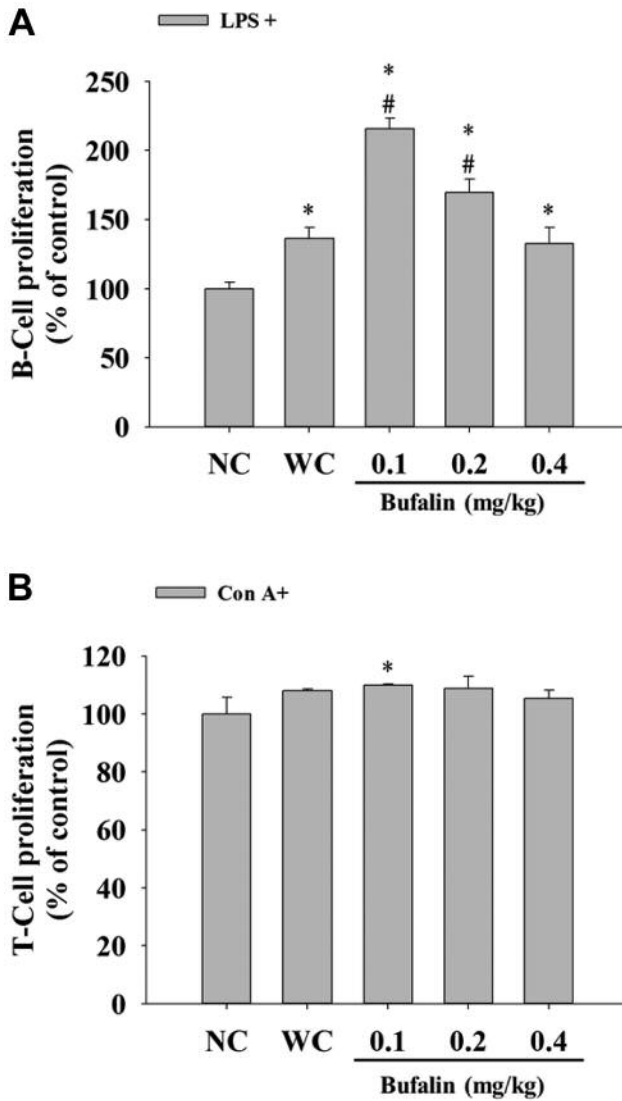 A
LPS +
B-Cell proliferation
(% of control)
250
200
150
100
50
0
*
*
#
*
#
*
NC WC 0.1 0.2 0.4
Bufalin (mg/kg)
B
Con A+
T-Cell proliferation
(% of control)
120
100
80
60
40
20
0
*
NC WC 0.1 0.2 0.4
Bufalin (mg/kg)